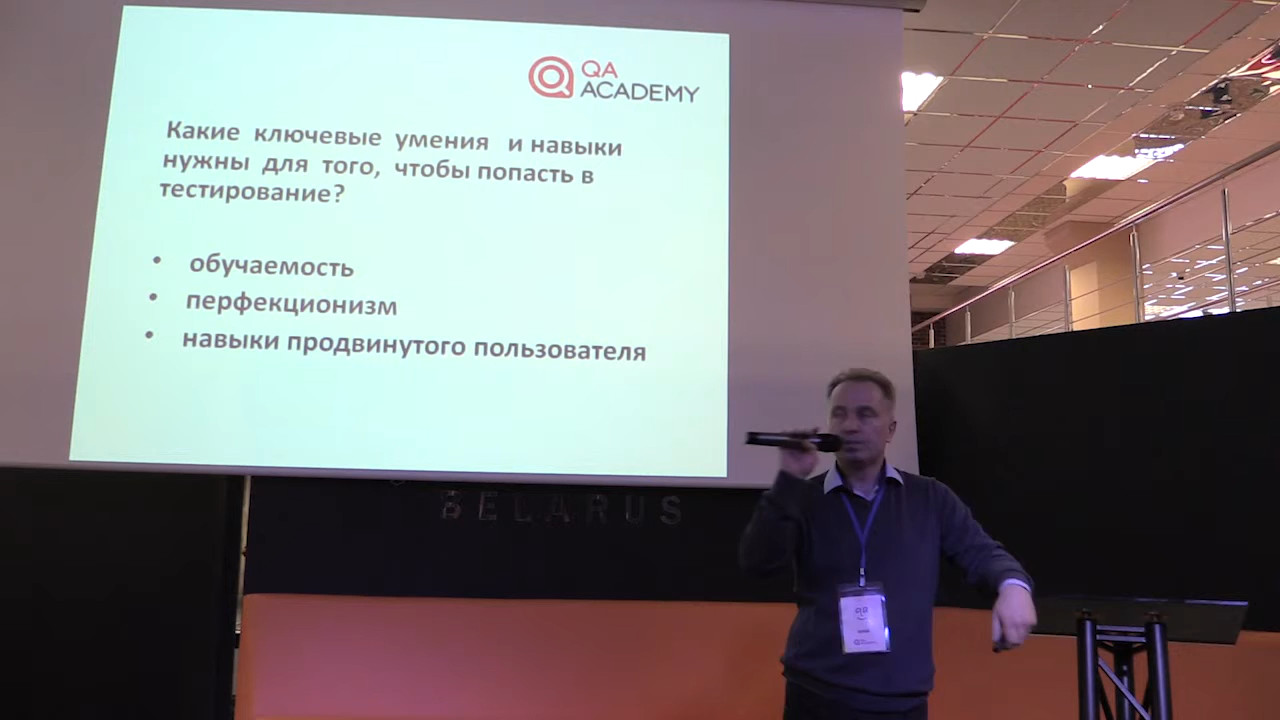 QA
ACADEMY
Какие ключевые умения и навыки
нужны для того, чтобы попасть в
тестирование?
• обучаемость
• перфекционизм
• навыки продвинутого пользователя
BELARUS